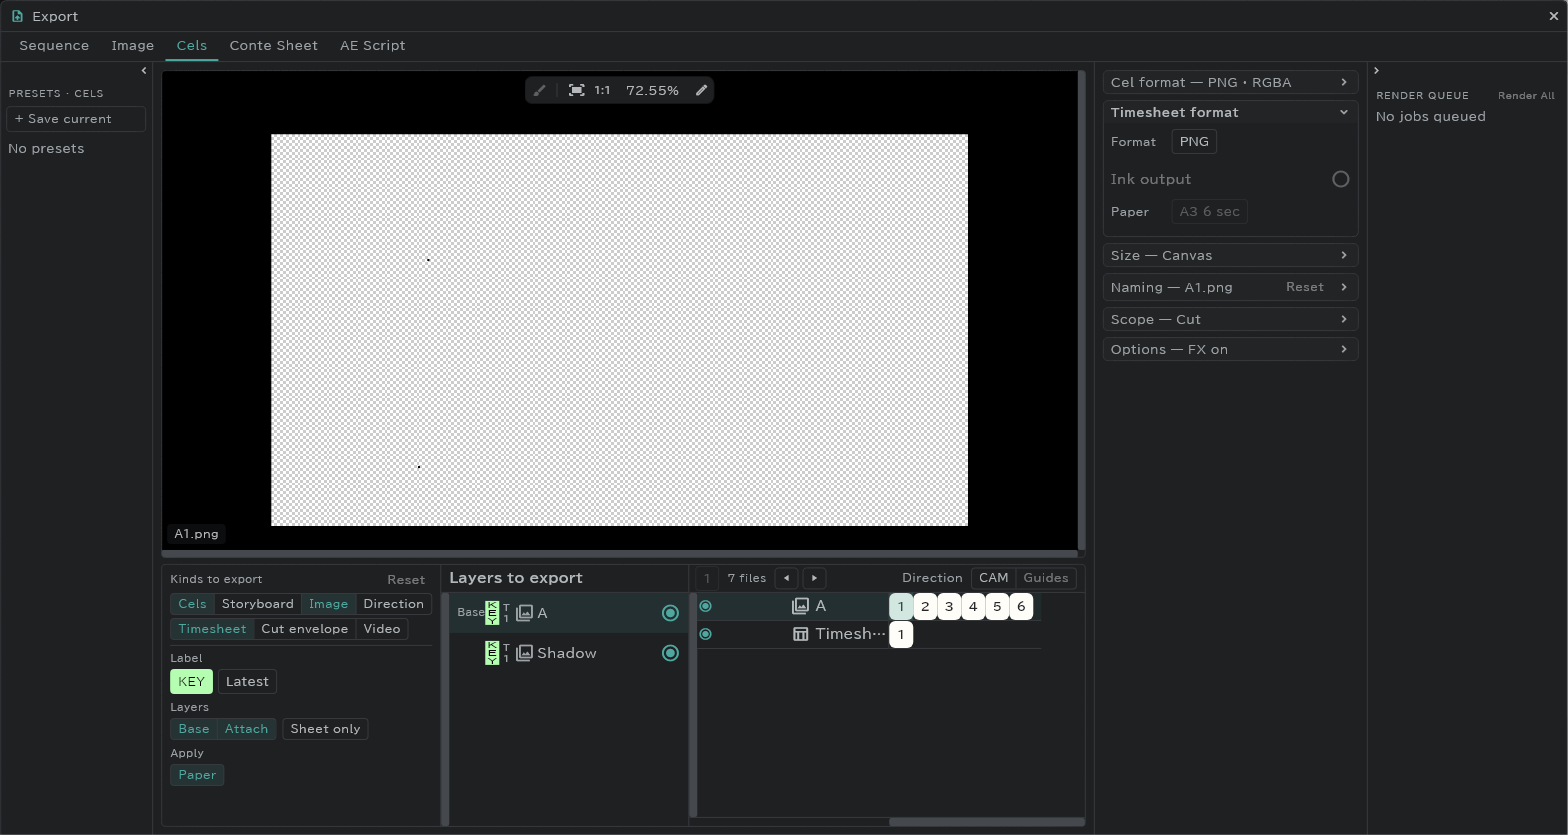 Export
Sequence Image Cels Conte Sheet AE Script
PRESETS · CELS
+ Save current
No presets
1:1 72.55%
A1.png
Cel format — PNG · RGBA
Timesheet format
Format PNG
Ink output
Paper A3 6 sec
Size — Canvas
Naming — A1.png Reset
Scope — Cut
Options — FX on
RENDER QUEUE Render All
No jobs queued
Kinds to export Reset
Cels Storyboard Image Direction
Timesheet Cut envelope Video
Label
KEY Latest
Layers
Base Attach Sheet only
Apply
Paper
Layers to export
Base KEY T1 A
KEY T1 Shadow
1 7 files Direction CAM Guides
A 1 2 3 4 5 6
Timesh··· 1